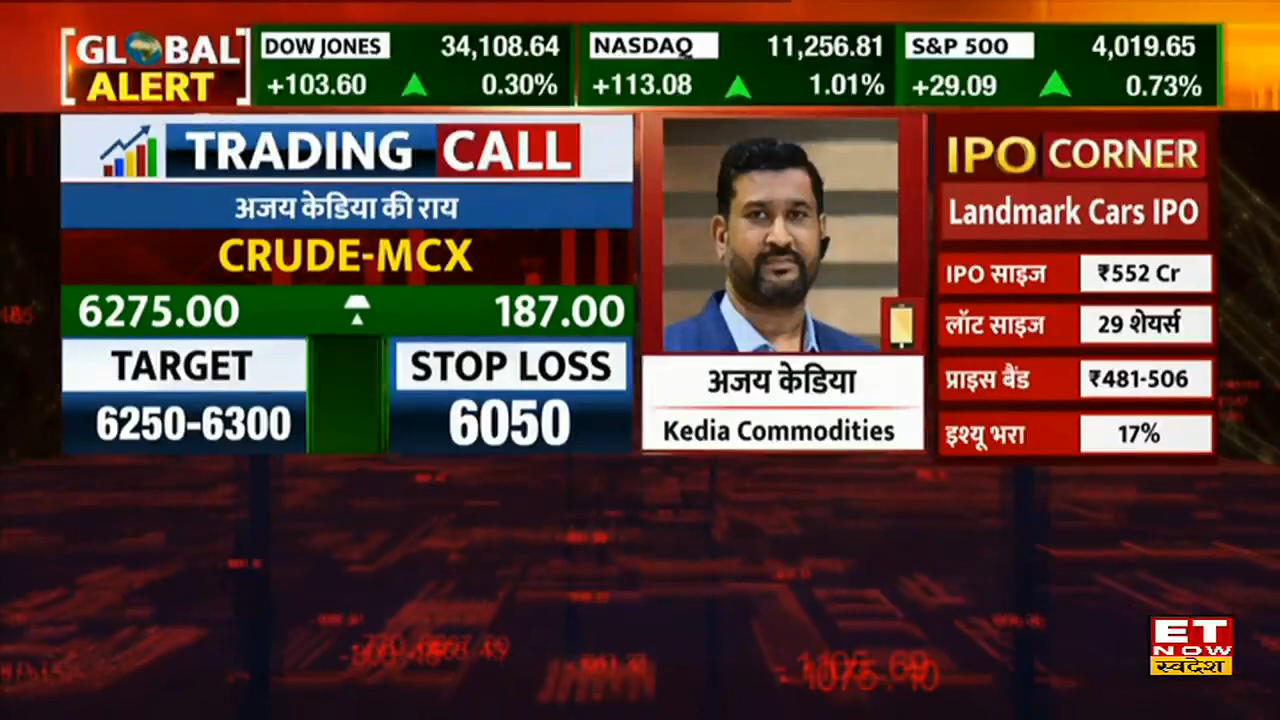 GLOBAL
ALERT
DOW JONES 34,108.64
+103.60 0.30%
NASDAQ 11,256.81
+113.08 1.01%
S&P 500 4,019.65
+29.09 0.73%
TRADING CALL
अजय केडिया की राय
CRUDE-MCX
6275.00 187.00
TARGET
6250-6300
STOP LOSS
6050
अजय केडिया
Kedia Commodities
IPO CORNER
Landmark Cars IPO
IPO साइज ₹552 Cr
लॉट साइज 29 शेयर्स
प्राइस बैंड ₹481-506
इश्यू भरा 17%
ET
NOW
स्वदेश